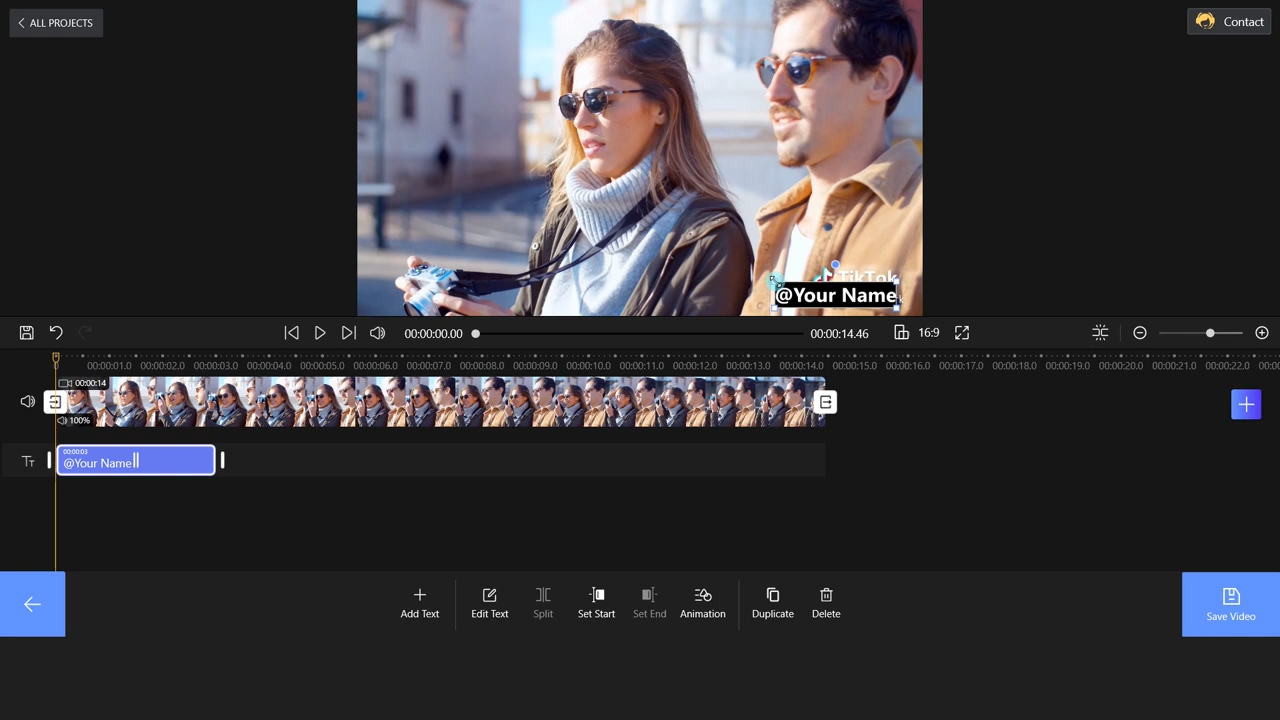 ALL PROJECTS
Contact
TikTok
@Your Name
00:00:00.00
00:00:14.46
16:9
0
00:00:01.0
00:00:02.0
00:00:03.0
00:00:04.0
00:00:05.0
00:00:06.0
00:00:07.0
00:00:08.0
00:00:09.0
00:00:10.0
00:00:11.0
00:00:12.0
00:00:13.0
00:00:14.0
00:00:15.0
00:00:16.0
00:00:17.0
00:00:18.0
00:00:19.0
00:00:20.0
00:00:21.0
00:00:22.0
00:00:14
100%
00:00:03
@Your Name
Add Text
Edit Text
Split
Set Start
Set End
Animation
Duplicate
Delete
Save Video